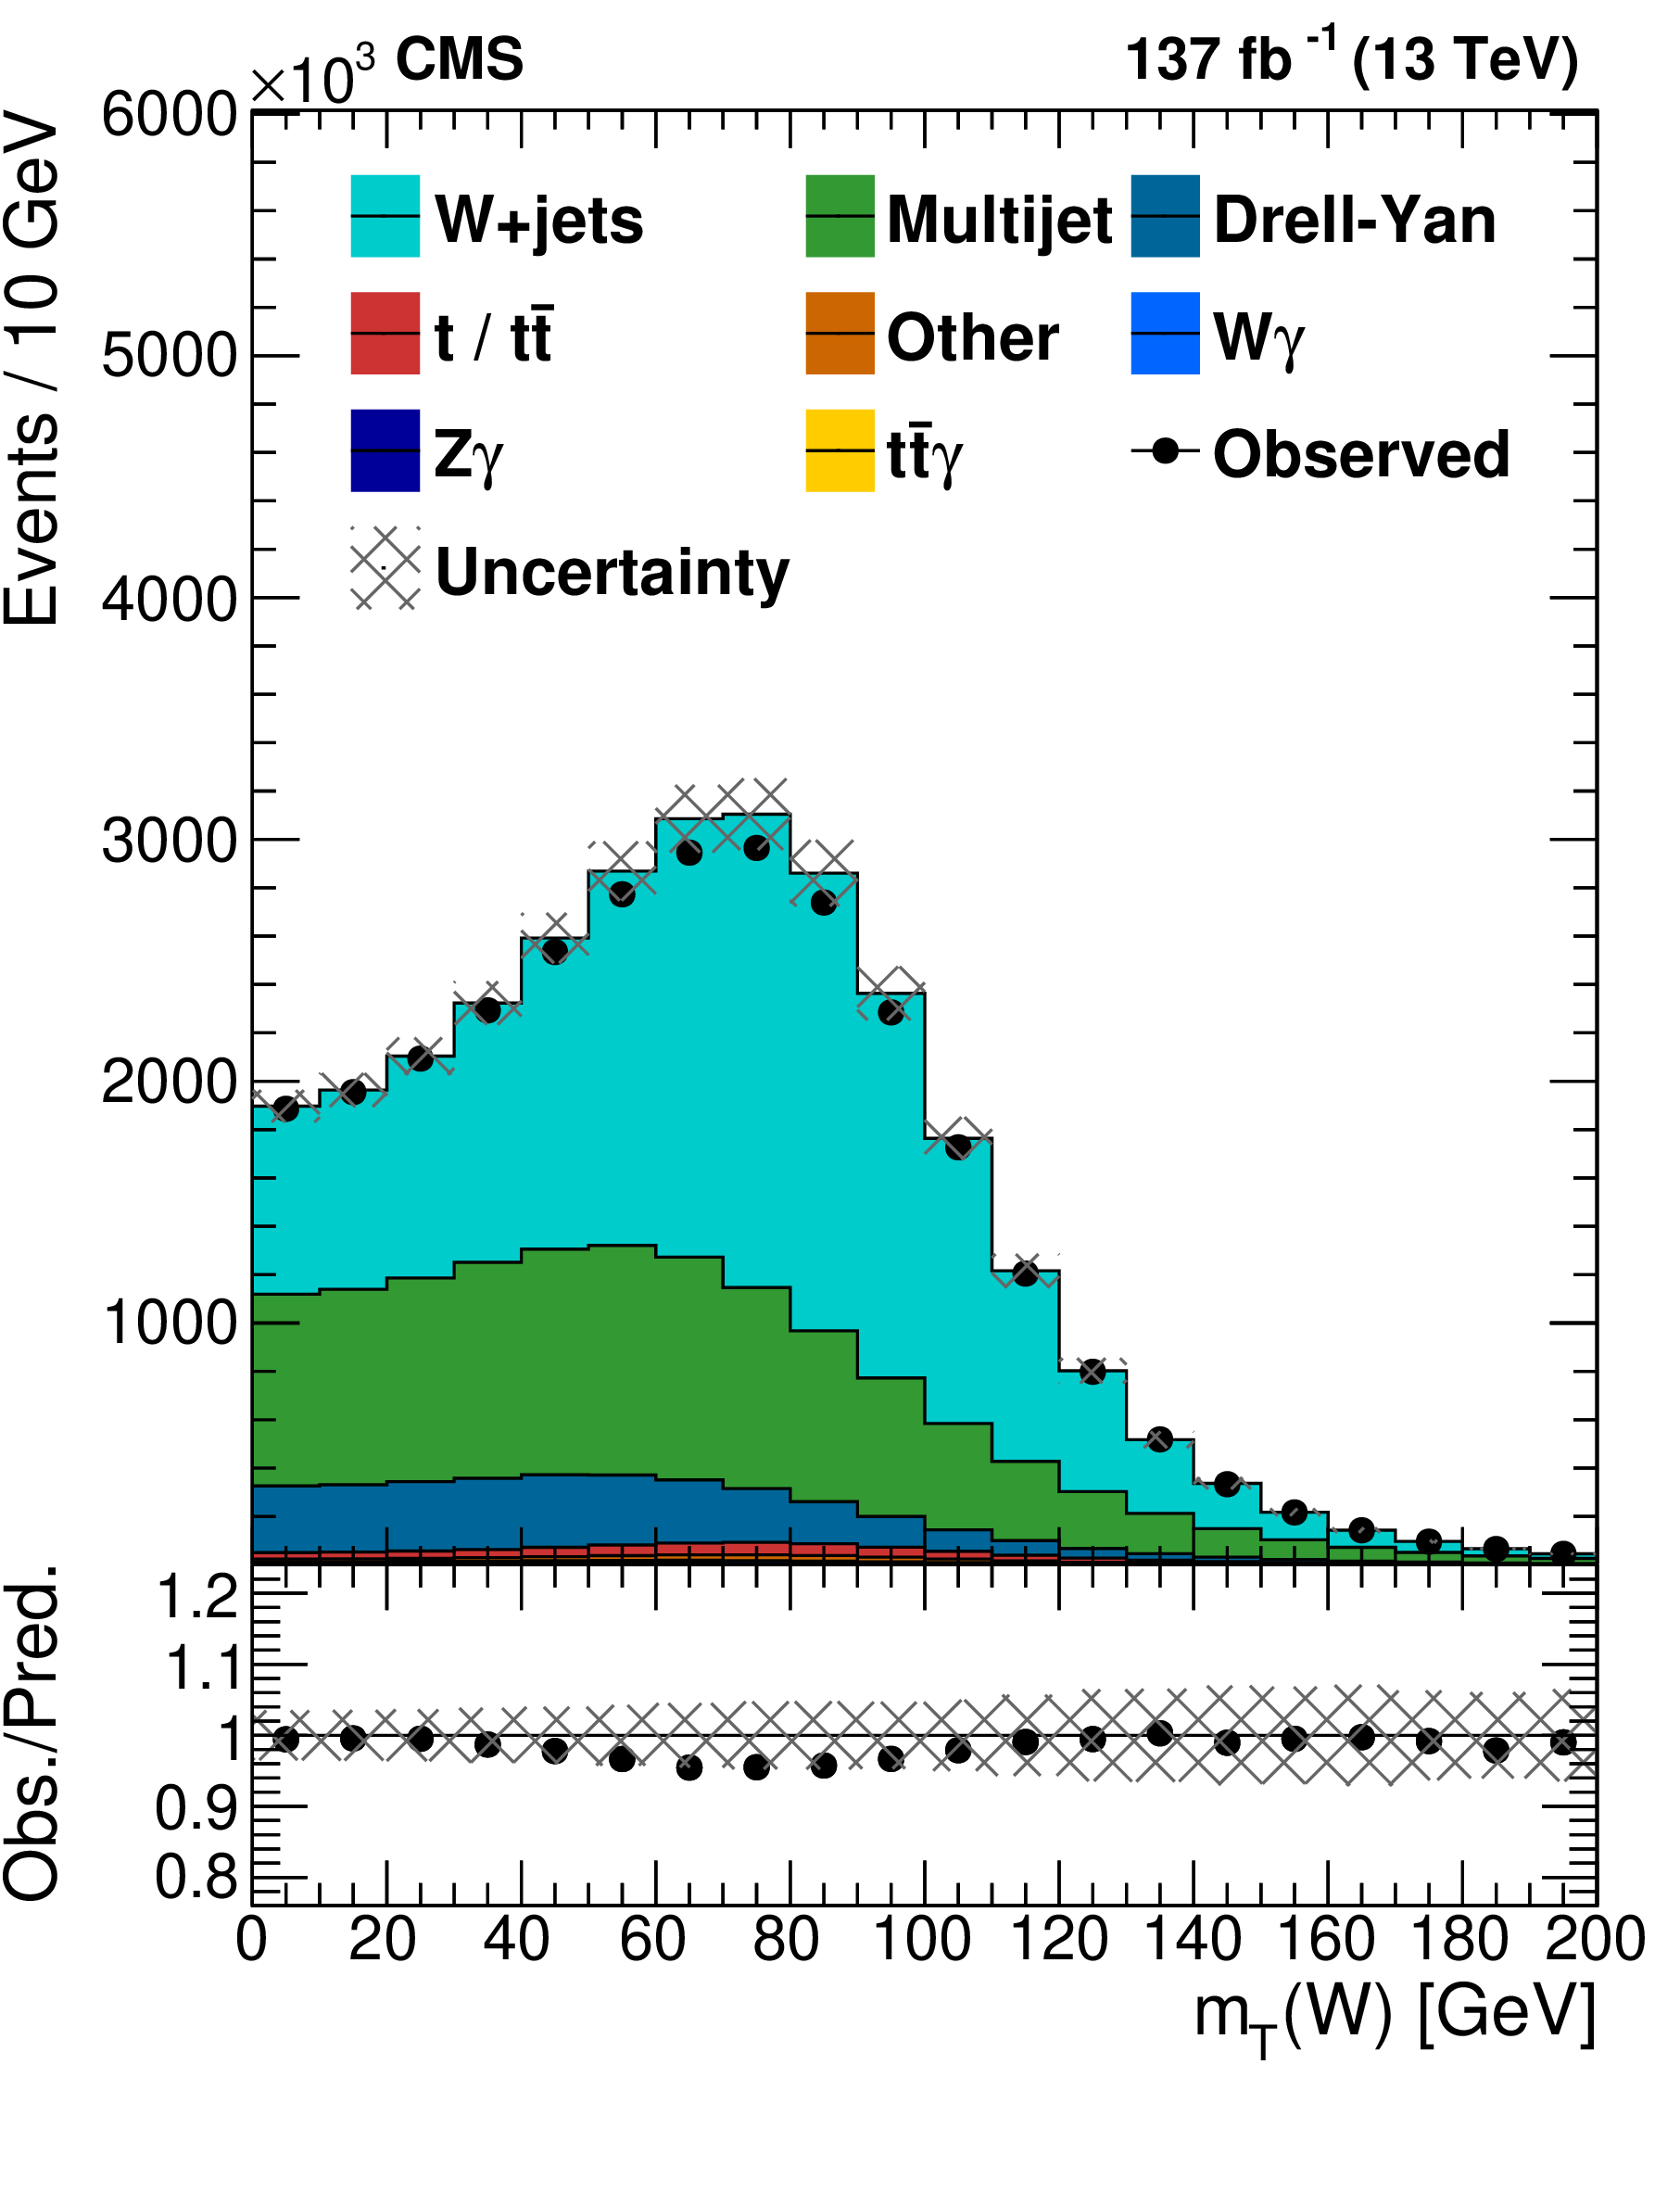 ×10³ CMS 137 fb⁻¹ (13 TeV)
Events / 10 GeV
6000
5000
4000
3000
2000
1000
W+jets Multijet Drell-Yan
t / tt̄ Other Wγ
Zγ tt̄γ Observed
Uncertainty
Obs./Pred.
1.2
1.1
1
0.9
0.8
0 20 40 60 80 100 120 140 160 180 200
m_T(W) [GeV]